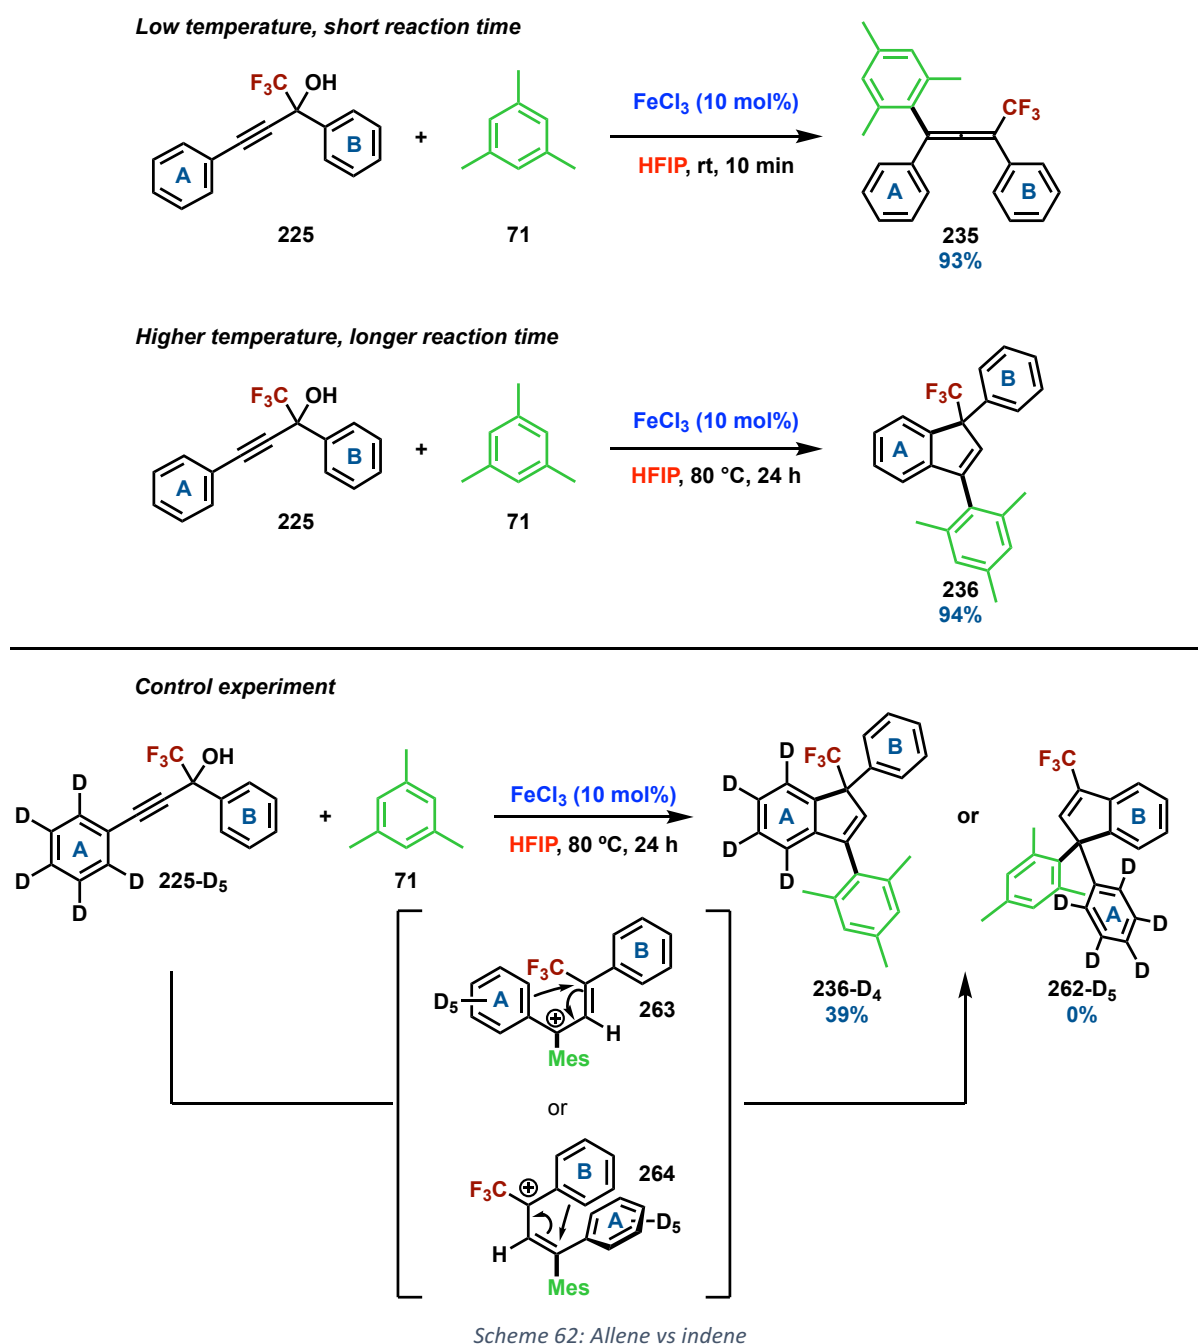 Low temperature, short reaction time
F3C OH
A
B
225
+
71
FeCl3 (10 mol%)
HFIP, rt, 10 min
CF3
A
B
235
93%
Higher temperature, longer reaction time
F3C OH
A
B
225
+
71
FeCl3 (10 mol%)
HFIP, 80 °C, 24 h
F3C
B
A
236
94%
Control experiment
F3C OH
D
D
A
B
D
D
D
225-D5
+
71
FeCl3 (10 mol%)
HFIP, 80 ºC, 24 h
D
F3C
B
D
A
D
D
236-D4
39%
or
F3C
B
D
D
A
D
D
D
262-D5
0%
F3C
B
D5
A
263
+
H
Mes
or
F3C
+
B
264
A
D5
H
Mes
Scheme 62: Allene vs indene